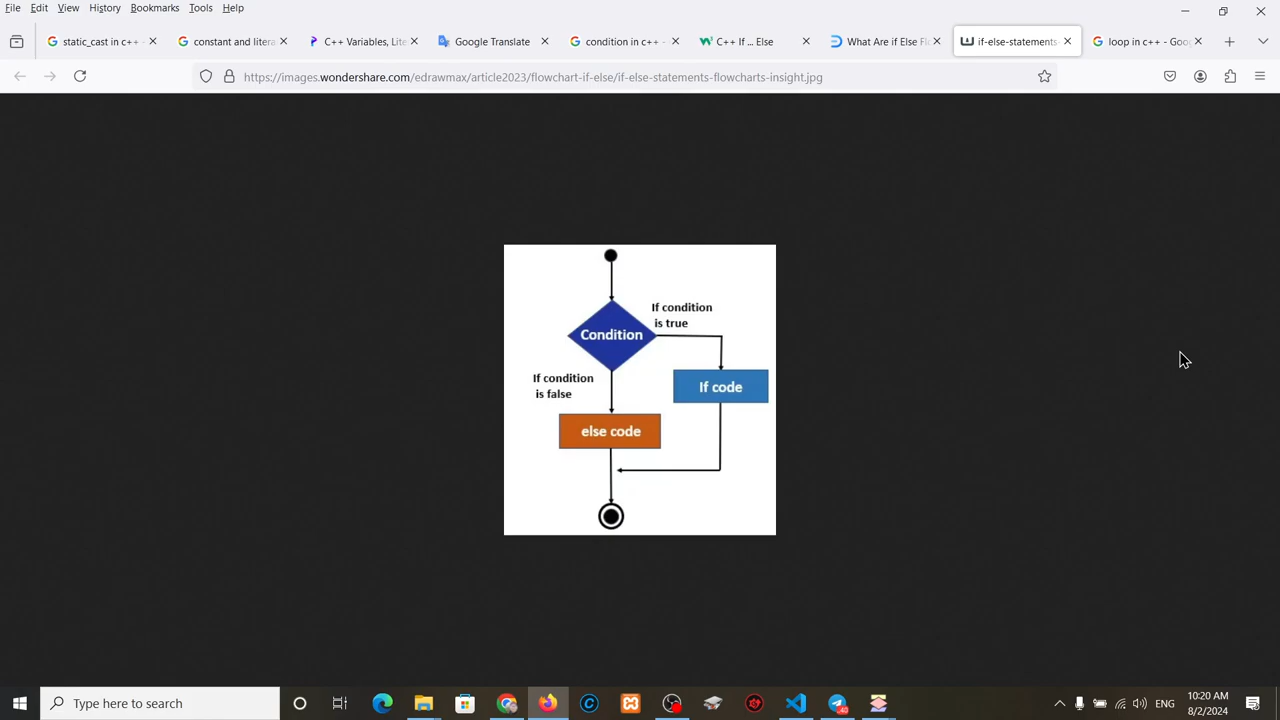 File Edit View History Bookmarks Tools Help
static_cast in c++ -
constant and litera
C++ Variables, Lite
Google Translate
condition in c++ -
C++ If ... Else
What Are if Else Fl
if-else-statements-
loop in c++ - Goog
https://images.wondershare.com/edrawmax/article2023/flowchart-if-else/if-else-statements-flowcharts-insight.jpg
If condition
is true
Condition
If condition
is false
If code
else code
Type here to search
40
ENG
10:20 AM
8/2/2024